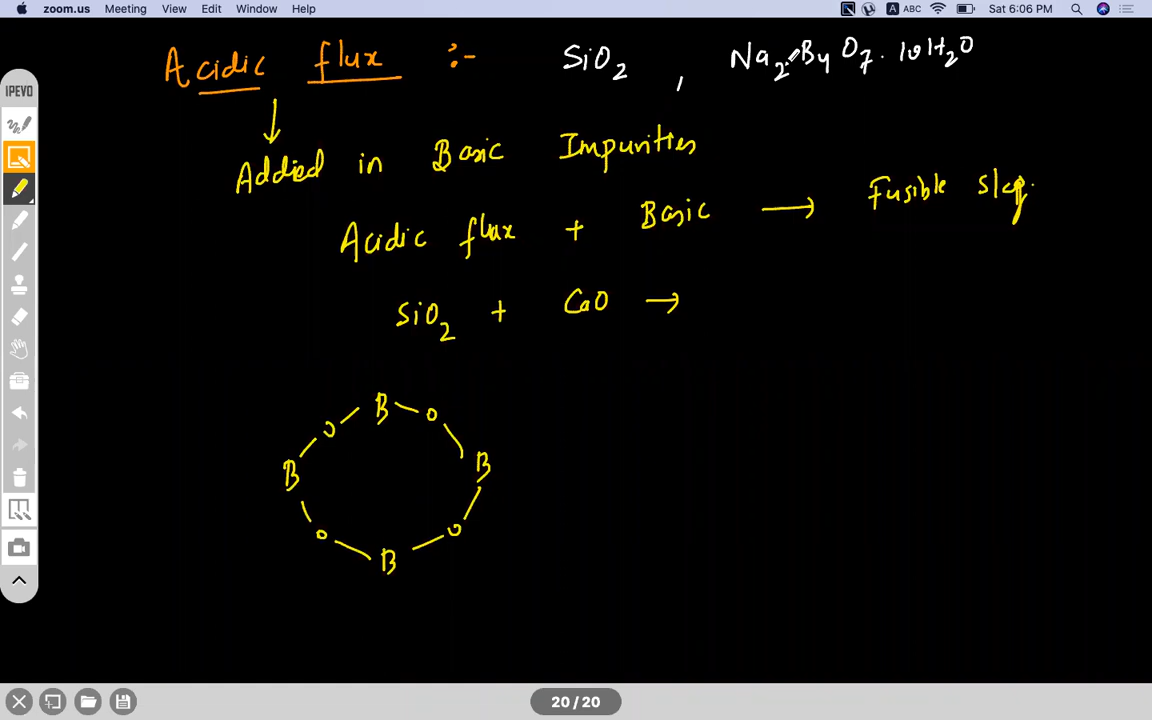 zoom.us Meeting View Edit Window Help ABC Sat 6:06 PM
IPEVO
Acidic flux :- SiO2 , Na2B4O7. 10H2O
Added in Basic Impurities
Acidic flux + Basic → Fusible slag.
SiO2 + CaO →
B
O O
B B
O O
B
20/20